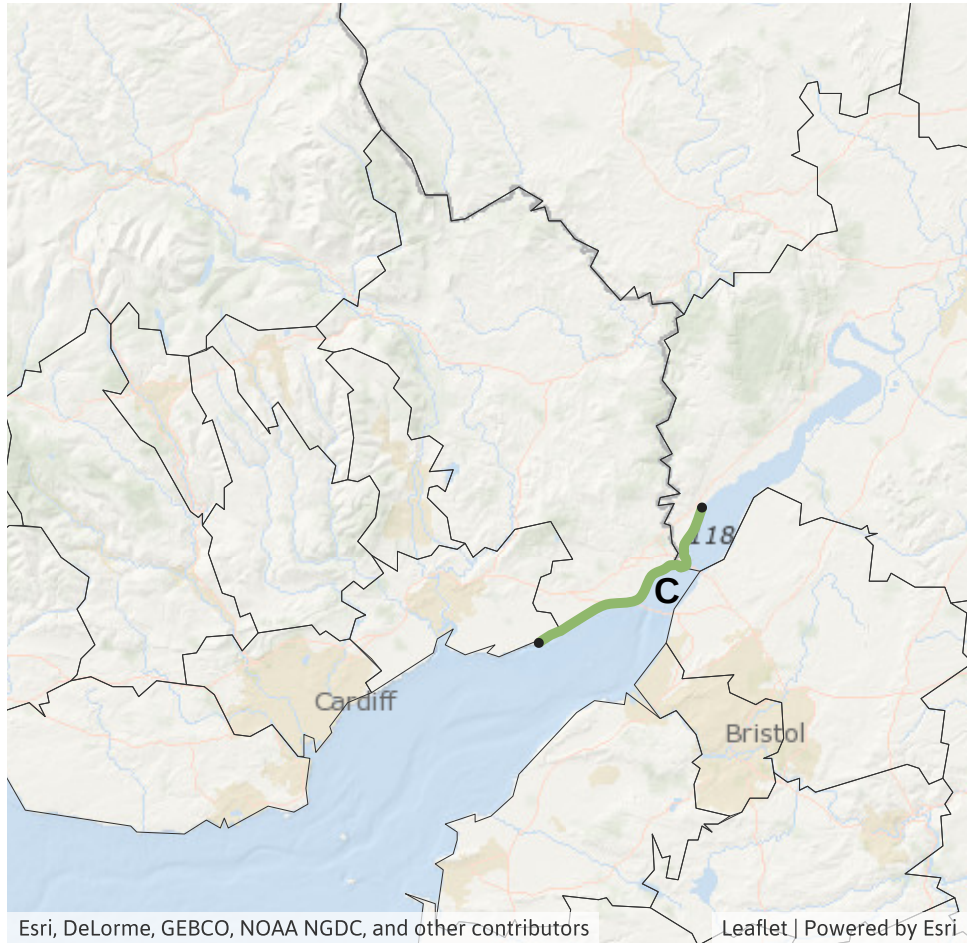 118
C
Cardiff
Bristol
Esri, DeLorme, GEBCO, NOAA NGDC, and other contributors
Leaflet | Powered by Esri